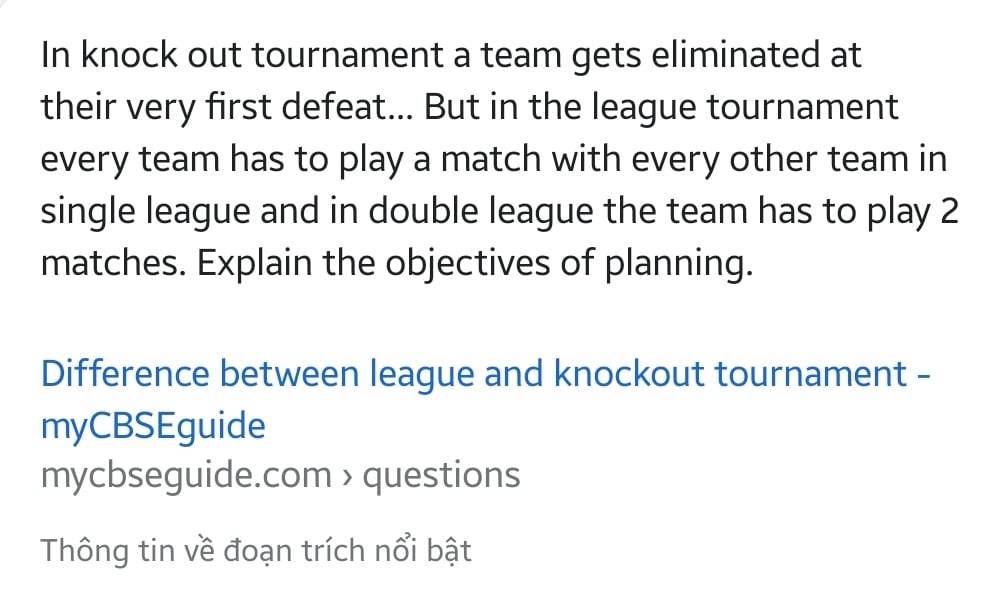 In knock out tournament a team gets eliminated at
their very first defeat... But in the league tournament
every team has to play a match with every other team in
single league and in double league the team has to play 2
matches. Explain the objectives of planning.
Difference between league and knockout tournament -
myCBSEguide
mycbseguide.com › questions
Thông tin về đoạn trích nổi bật